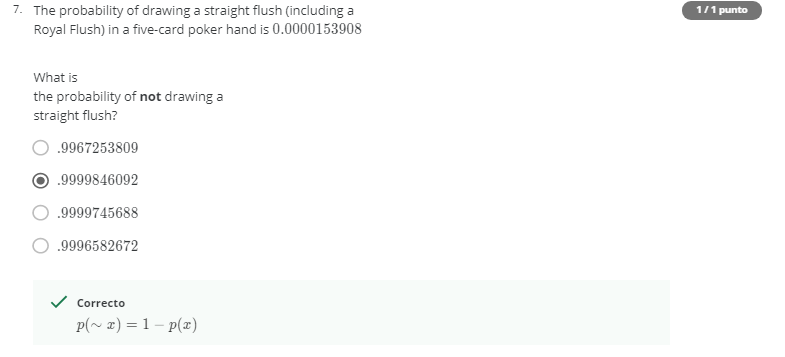 7. The probability of drawing a straight flush (including a
1 / 1 punto
Royal Flush) in a five-card poker hand is 0.0000153908
What is
the probability of not drawing a
straight flush?
.9967253809
.9999846092
.9999745688
.9996582672
Correcto
p(∼ x) = 1 − p(x)